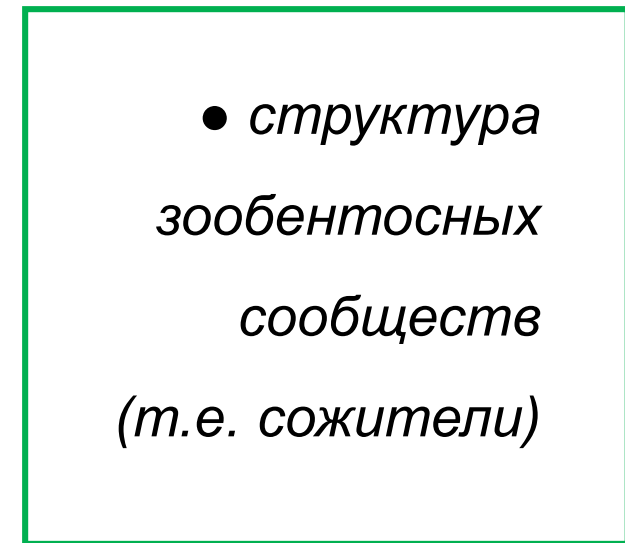 ● структура
зообентосных
сообществ
(т.е. сожители)